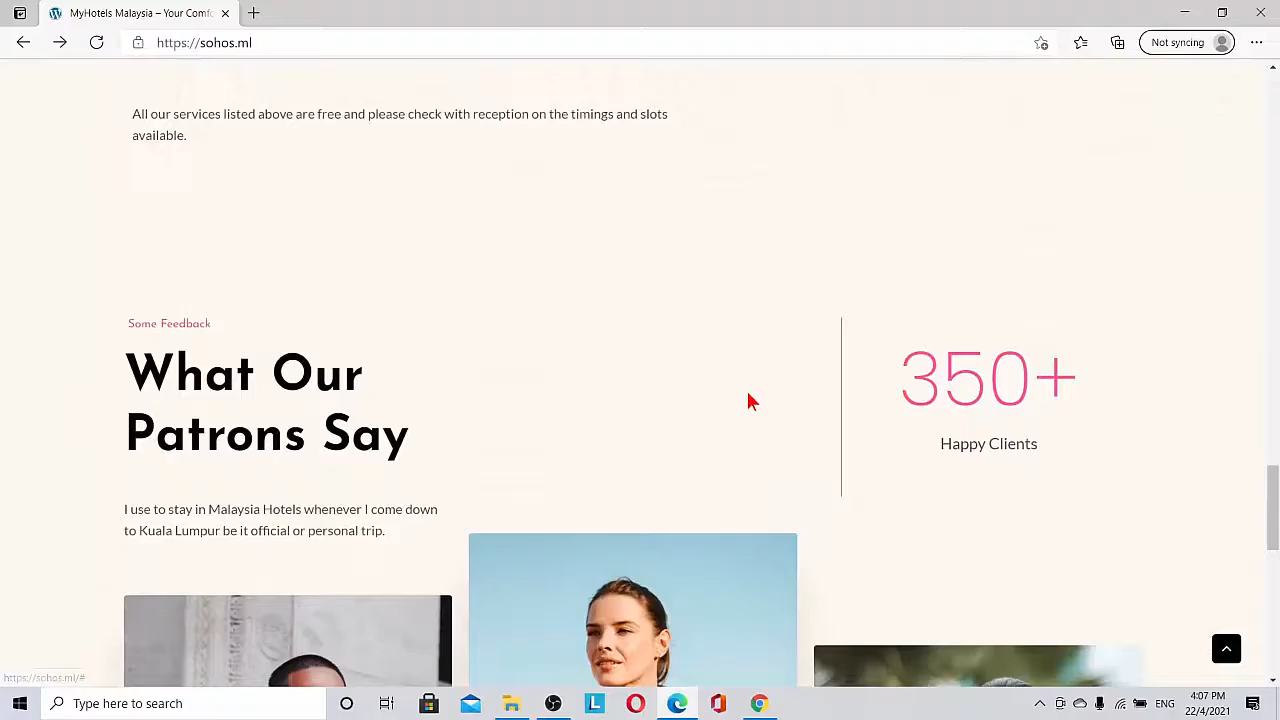 MyHotels Malaysia – Your Comfo
https://sohos.ml
Not syncing
All our services listed above are free and please check with reception on the timings and slots
available.
Some Feedback
What Our
Patrons Say
350+
Happy Clients
I use to stay in Malaysia Hotels whenever I come down
to Kuala Lumpur be it official or personal trip.
https://sohos.ml/#
Type here to search
L
ENG
4:07 PM
22/4/2021